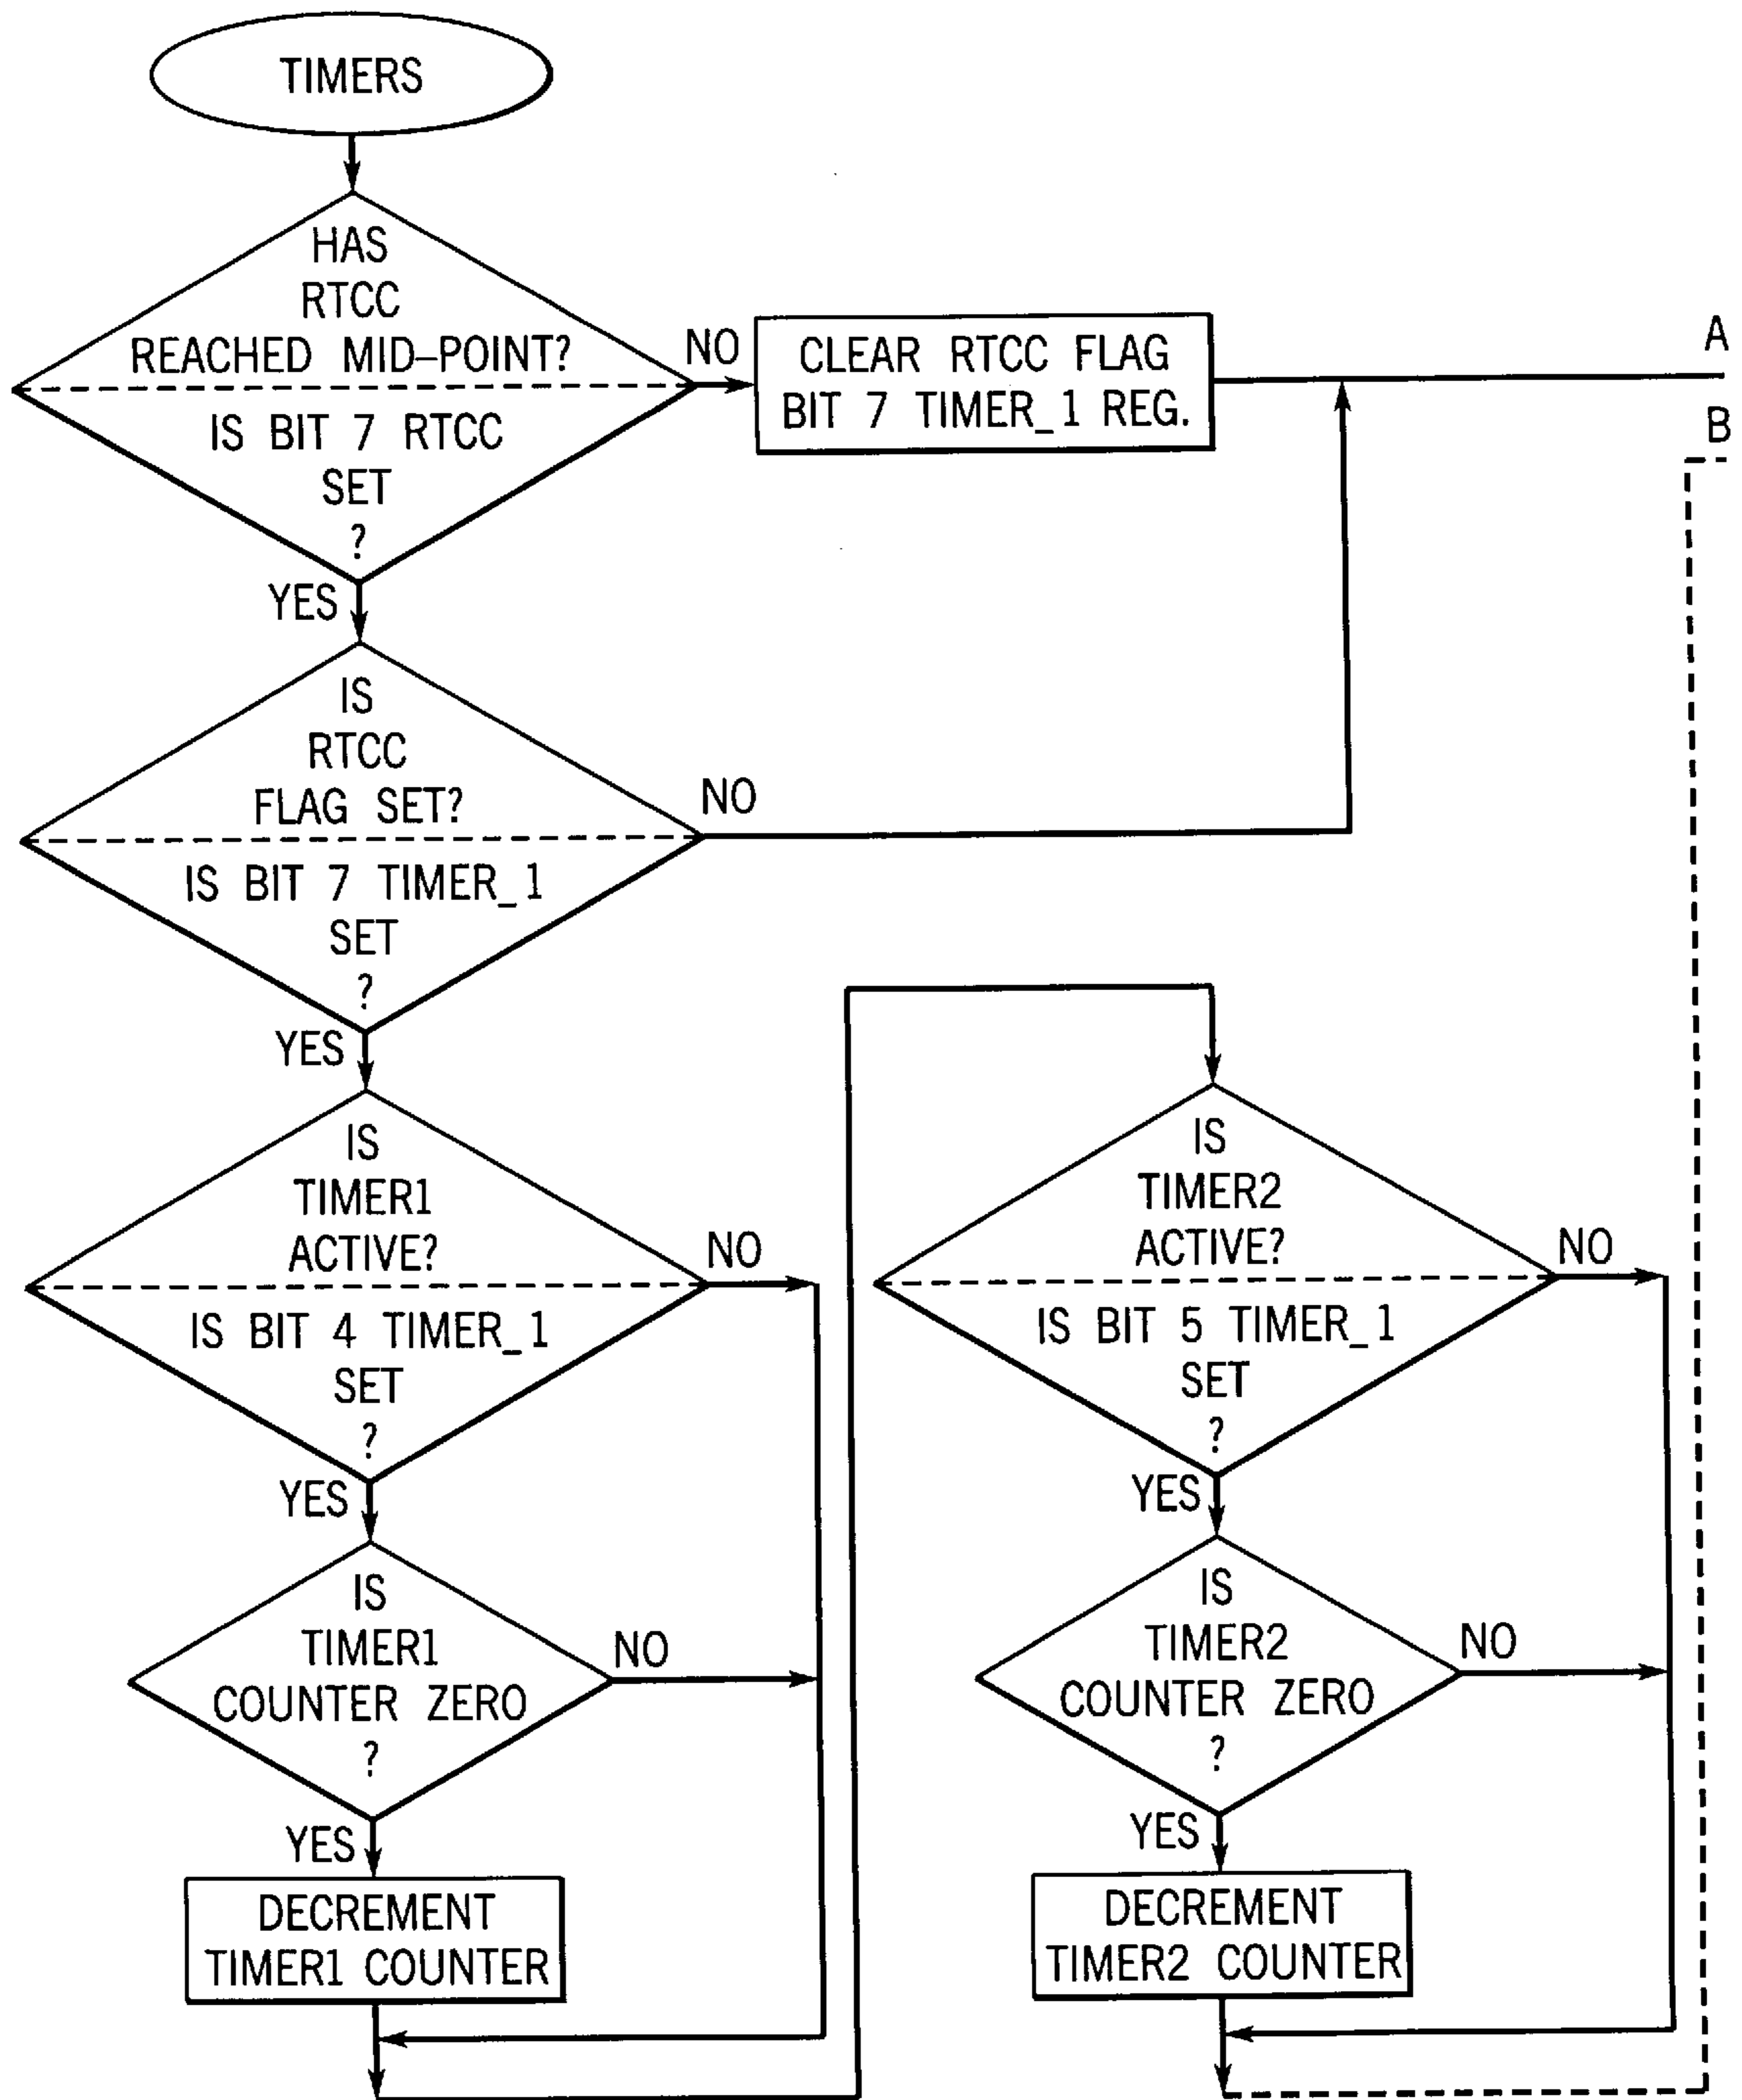 TIMERS
HAS
RTCC
REACHED MID-POINT?
IS BIT 7 RTCC
SET
?
NO
CLEAR RTCC FLAG
BIT 7 TIMER_1 REG.
A
B
YES
IS
RTCC
FLAG SET?
IS BIT 7 TIMER_1
SET
?
NO
YES
IS
TIMER1
ACTIVE?
IS BIT 4 TIMER_1
SET
?
NO
YES
IS
TIMER1
COUNTER ZERO
?
NO
YES
DECREMENT
TIMER1 COUNTER
IS
TIMER2
ACTIVE?
IS BIT 5 TIMER_1
SET
?
NO
YES
IS
TIMER2
COUNTER ZERO
?
NO
YES
DECREMENT
TIMER2 COUNTER